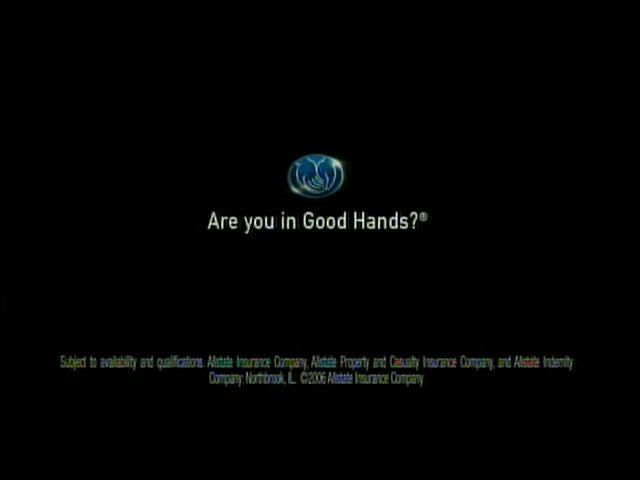 Are you in Good Hands?®
Subject to availability and qualifications. Allstate Insurance Company, Allstate Property and Casualty Insurance Company, and Allstate Indemnity
Company: Northbrook, IL. ©2006 Allstate Insurance Company